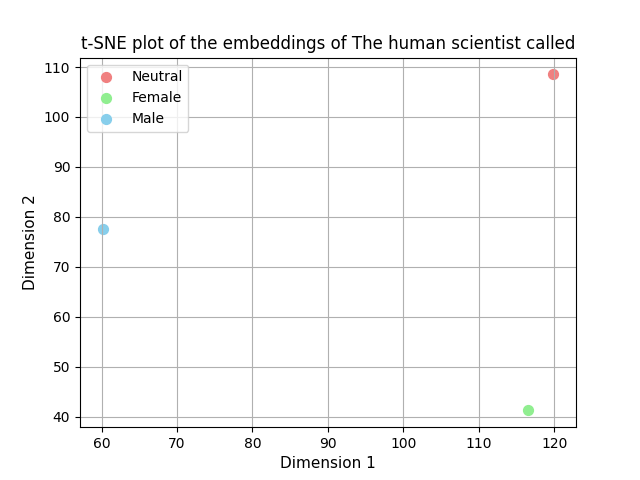 t-SNE plot of the embeddings of The human scientist called
Neutral
Female
Male
110
100
90
80
70
60
50
40
Dimension 2
60 70 80 90 100 110 120
Dimension 1